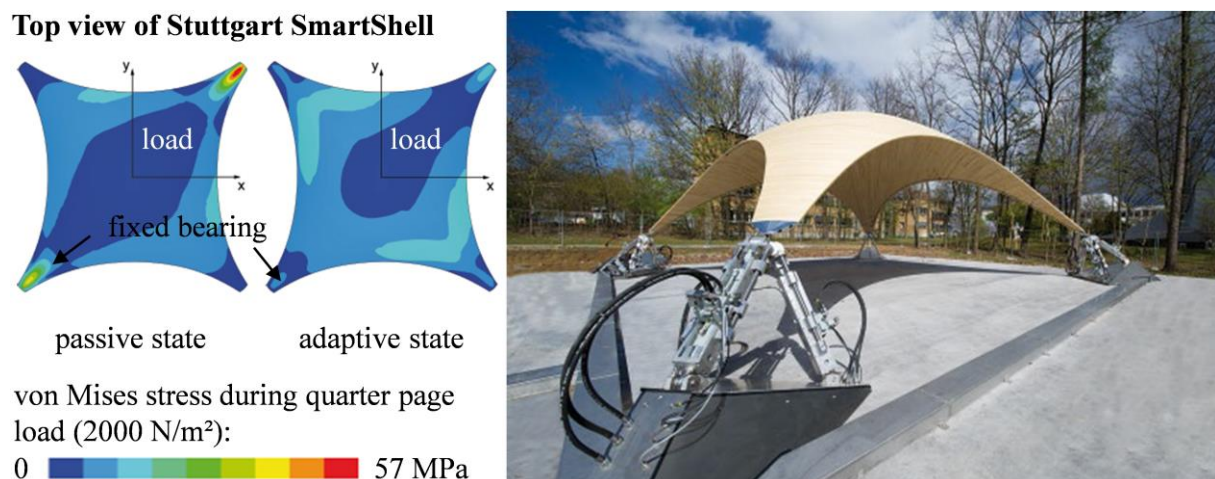 Top view of Stuttgart SmartShell
y
y
load
load
x
x
fixed bearing
passive state
adaptive state
von Mises stress during quarter page
load (2000 N/m²):
0
57 MPa